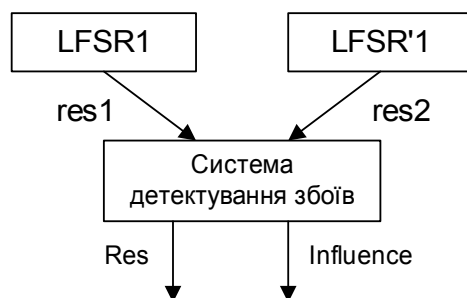 LFSR1
LFSR'1
res1
res2
Система
детектування збоїв
Res
Influence